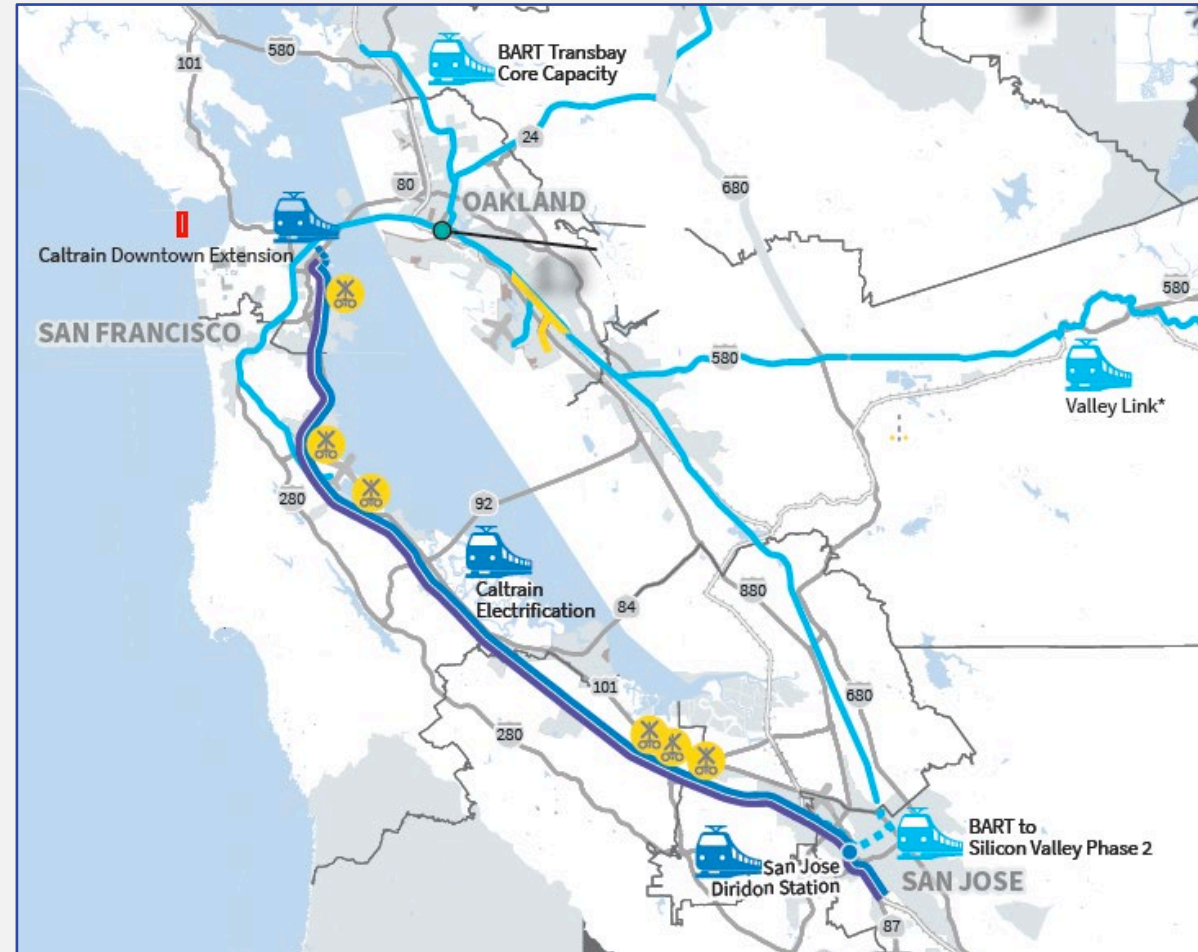 580
101
BART Transbay
Core Capacity
24
80
OAKLAND
680
Caltrain Downtown Extension
SAN FRANCISCO
580
580
Valley Link*
280
92
Caltrain
Electrification
84
880
101
680
280
BART to
Silicon Valley Phase 2
San Jose
Diridon Station
SAN JOSE
87